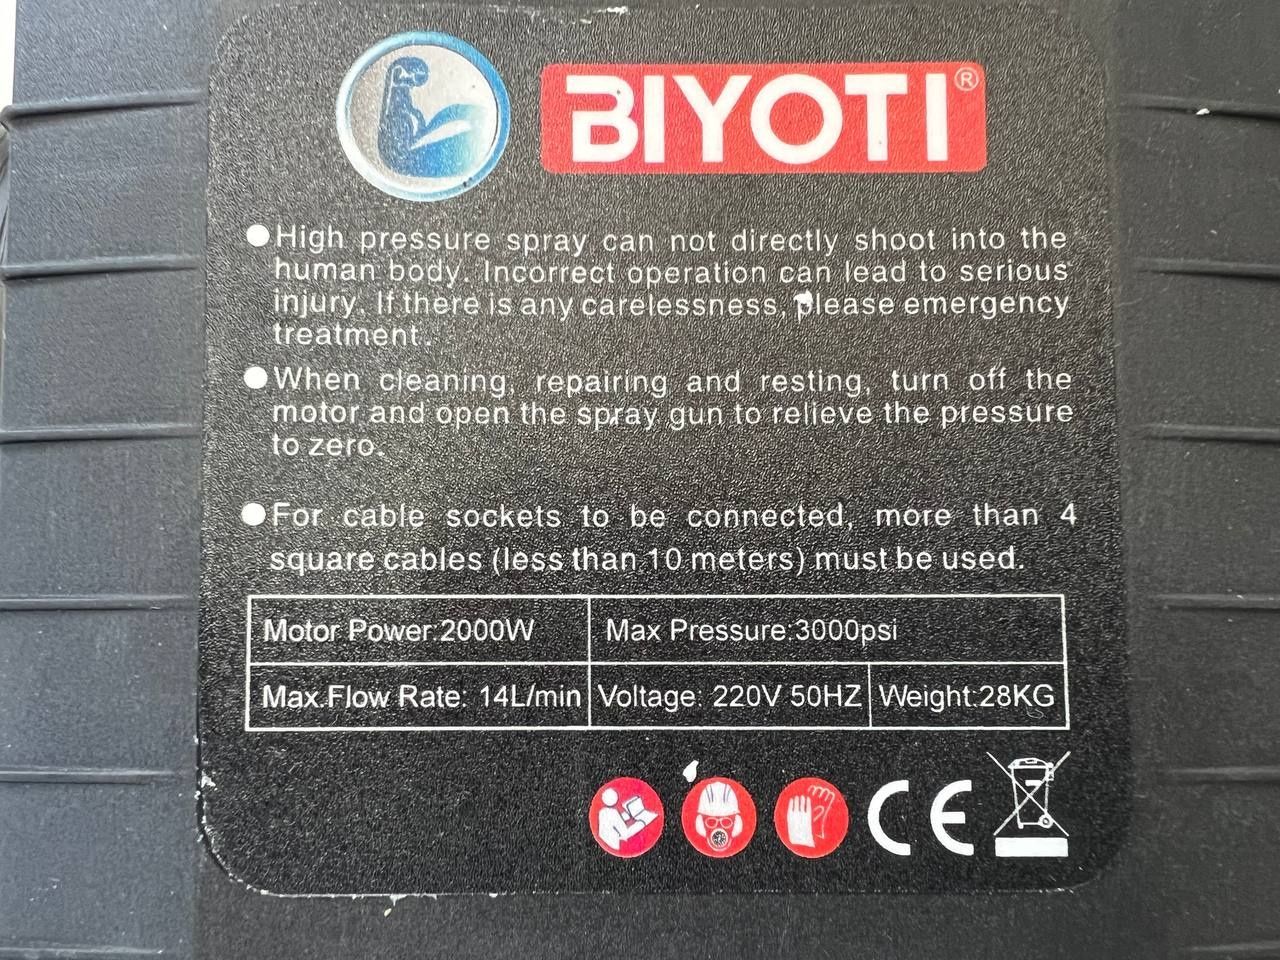 BIYOTI®
●High pressure spray can not directly shoot into the
human body. Incorrect operation can lead to serious
injury. If there is any carelessness, please emergency
treatment.
●When cleaning, repairing and resting, turn off the
motor and open the spray gun to relieve the pressure
to zero.
●For cable sockets to be connected, more than 4
square cables (less than 10 meters) must be used.
Motor Power:2000W Max Pressure:3000psi
Max.Flow Rate: 14L/min Voltage: 220V 50HZ Weight:28KG
CE